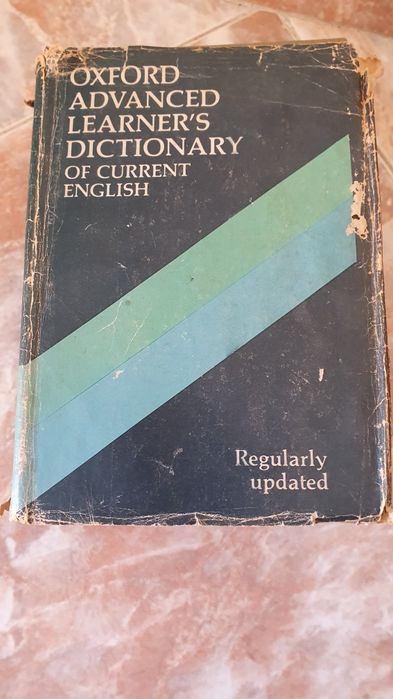 OXFORD
ADVANCED
LEARNER'S
DICTIONARY
OF CURRENT
ENGLISH
Regularly
updated